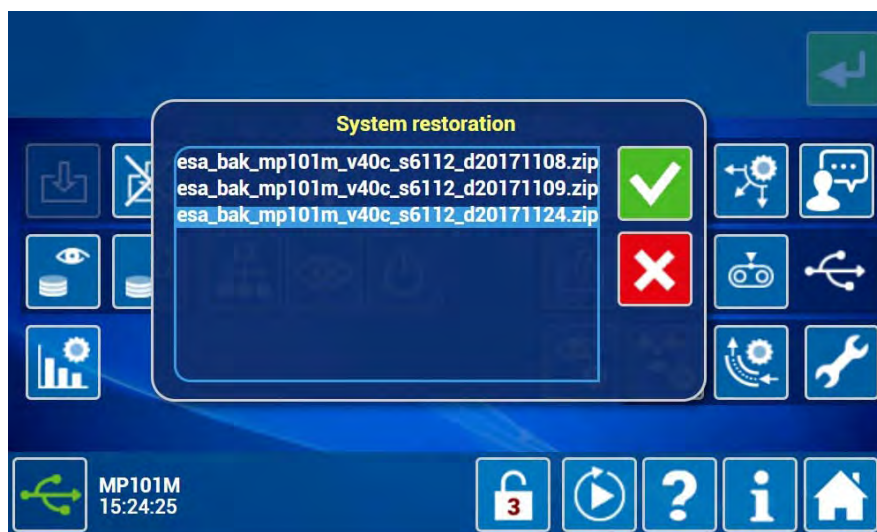 System restoration
esa_bak_mp101m_v40c_s6112_d20171108.zip
esa_bak_mp101m_v40c_s6112_d20171109.zip
esa_bak_mp101m_v40c_s6112_d20171124.zip
MP101M
15:24:25
3